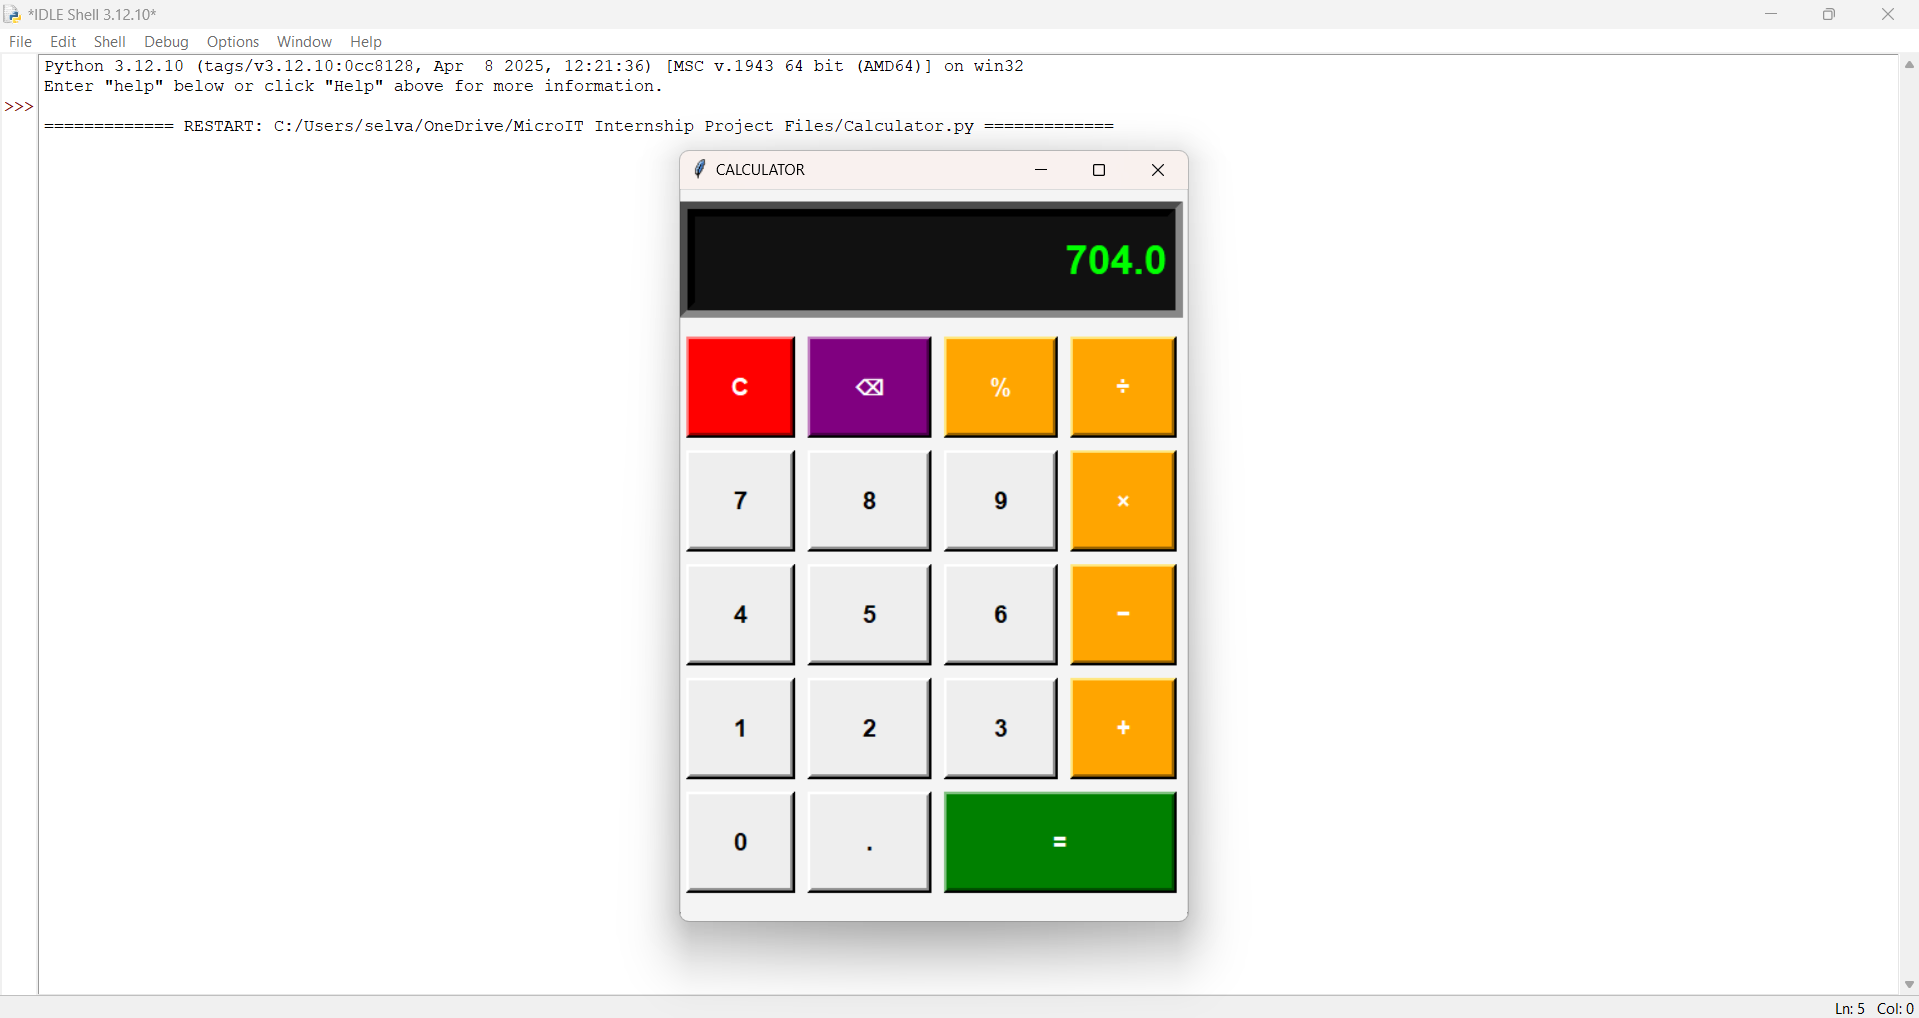 *IDLE Shell 3.12.10*
File Edit Shell Debug Options Window Help
Python 3.12.10 (tags/v3.12.10:0cc8128, Apr  8 2025, 12:21:36) [MSC v.1943 64 bit (AMD64)] on win32
Enter "help" below or click "Help" above for more information.
>>>
============= RESTART: C:/Users/selva/OneDrive/MicroIT Internship Project Files/Calculator.py =============
CALCULATOR
704.0
C ⌫ % ÷
7 8 9 ×
4 5 6 −
1 2 3 +
0 . =
Ln: 5 Col: 0